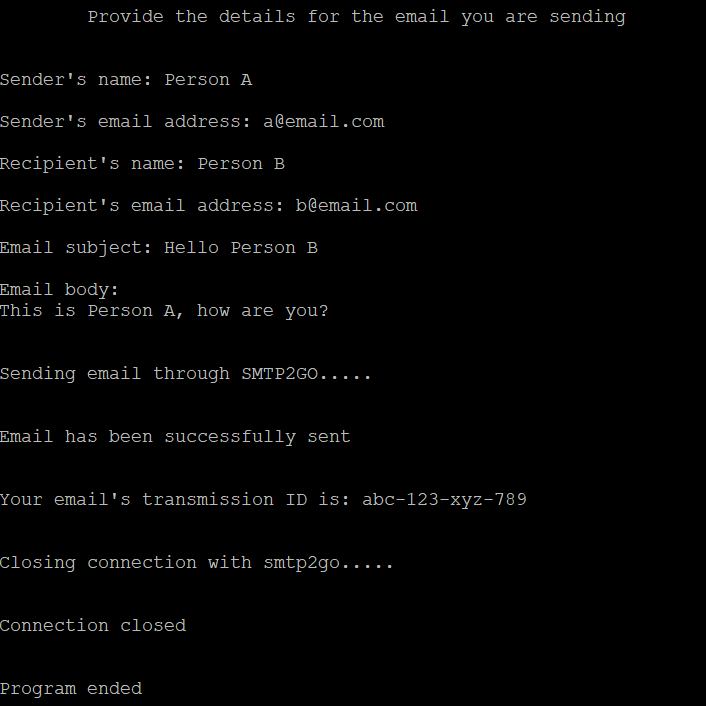 Provide the details for the email you are sending
Sender's name: Person A
Sender's email address: a@email.com
Recipient's name: Person B
Recipient's email address: b@email.com
Email subject: Hello Person B
Email body:
This is Person A, how are you?
Sending email through SMTP2GO.....
Email has been successfully sent
Your email's transmission ID is: abc-123-xyz-789
Closing connection with smtp2go.....
Connection closed
Program ended